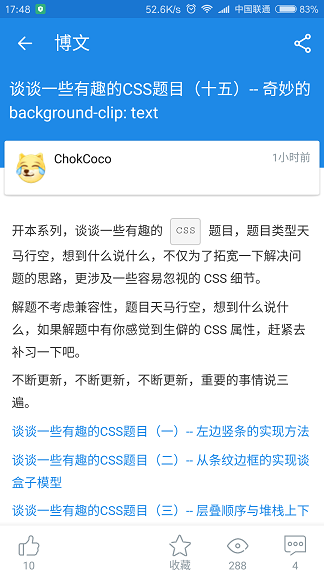 17:48 52.6K/s 中国联通 83%
博文
谈谈一些有趣的CSS题目（十五）-- 奇妙的
background-clip: text
ChokCoco 1小时前
开本系列，谈谈一些有趣的 CSS 题目，题目类型天
马行空，想到什么说什么，不仅为了拓宽一下解决问
题的思路，更涉及一些容易忽视的 CSS 细节。
解题不考虑兼容性，题目天马行空，想到什么说什
么，如果解题中有你感觉到生僻的 CSS 属性，赶紧去
补习一下吧。
不断更新，不断更新，不断更新，重要的事情说三
遍。
谈谈一些有趣的CSS题目（一）-- 左边竖条的实现方法
谈谈一些有趣的CSS题目（二）-- 从条纹边框的实现谈
盒子模型
谈谈一些有趣的CSS题目（三）-- 层叠顺序与堆栈上下
10 收藏 288 4